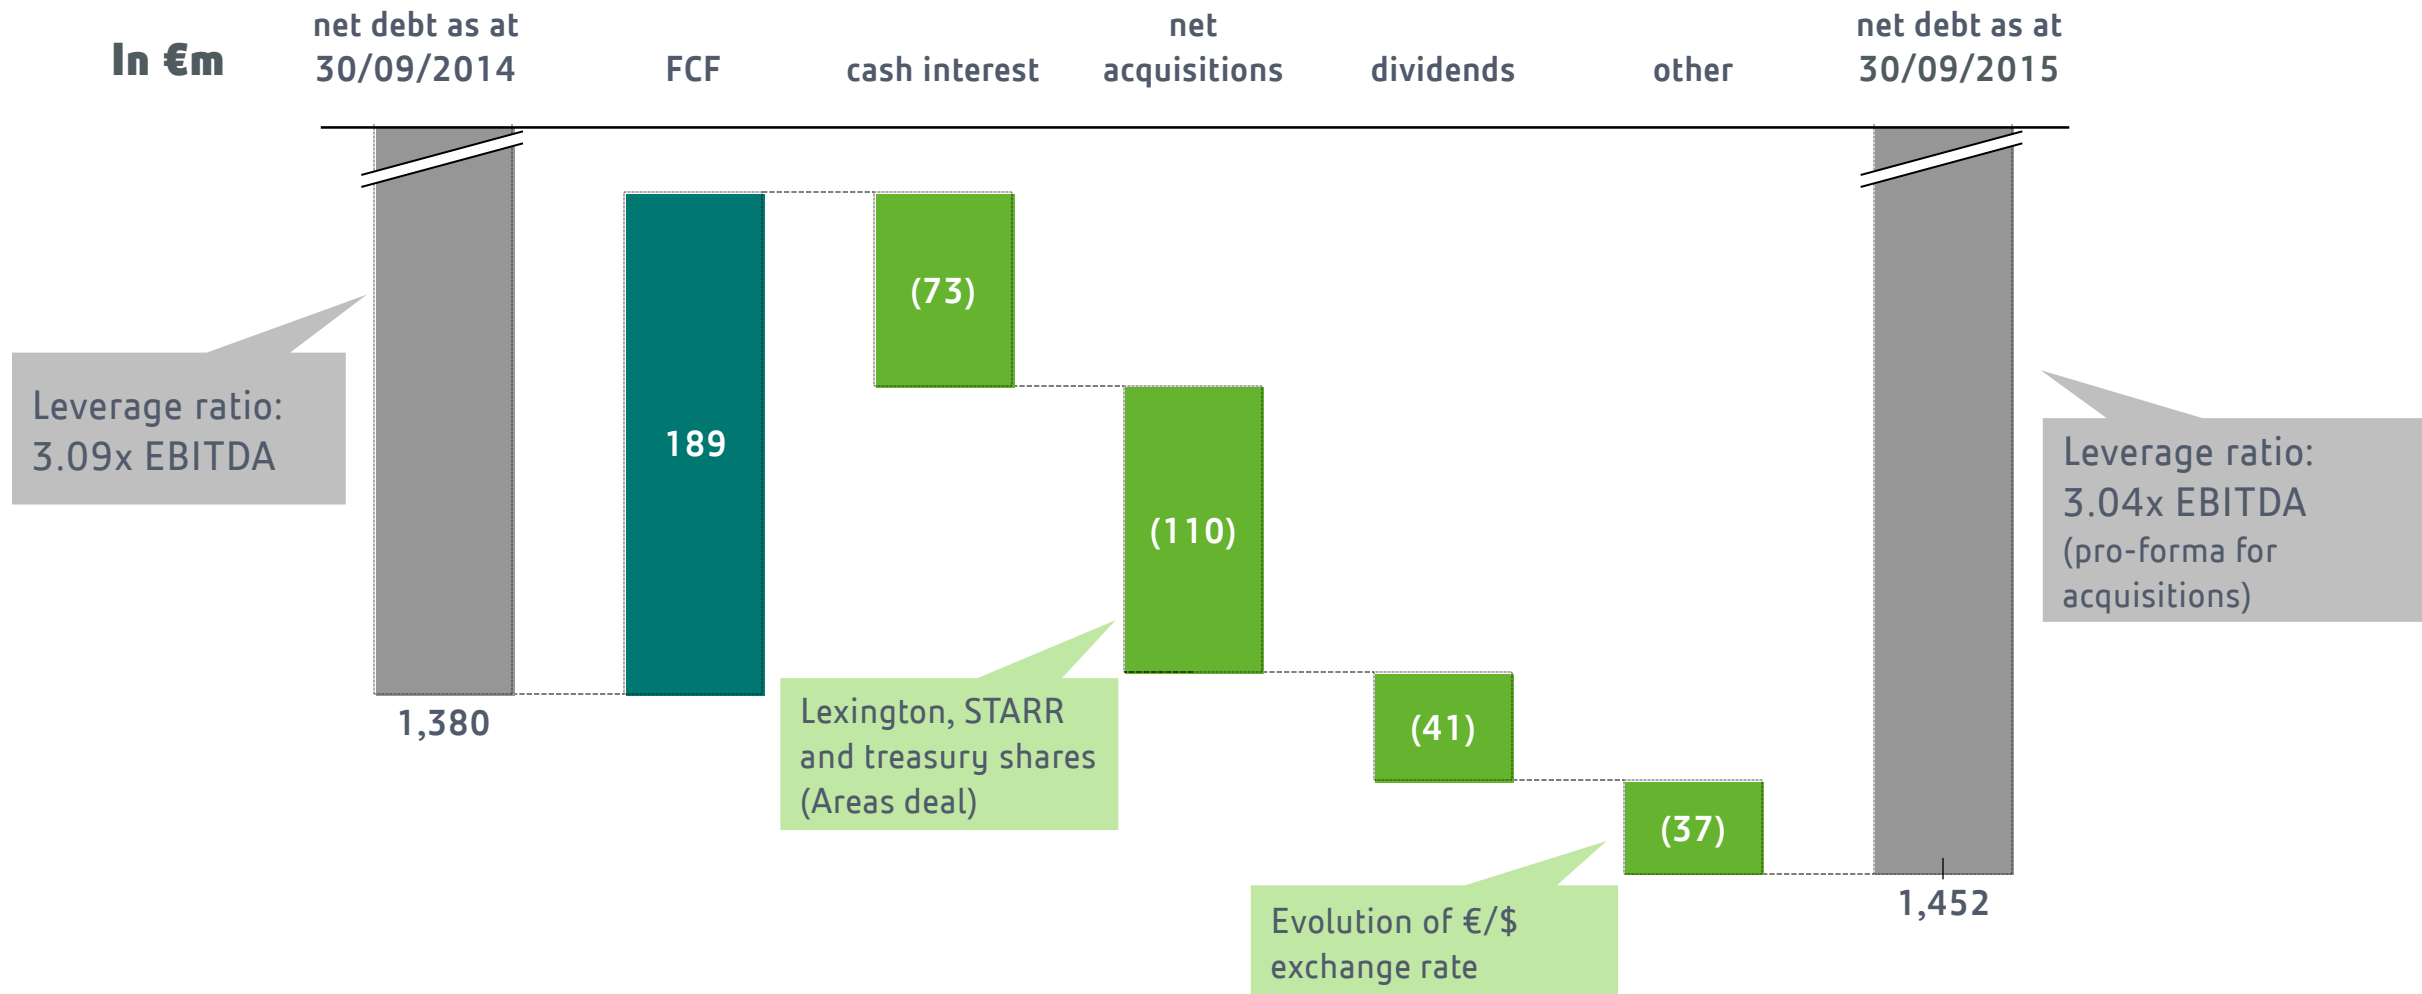 In €m
net debt as at
30/09/2014
FCF
cash interest
net
acquisitions
dividends
other
net debt as at
30/09/2015
(73)
189
(110)
(41)
(37)
Leverage ratio:
3.09x EBITDA
Leverage ratio:
3.04x EBITDA
(pro-forma for
acquisitions)
1,380
Lexington, STARR
and treasury shares
(Areas deal)
Evolution of €/$
exchange rate
1,452